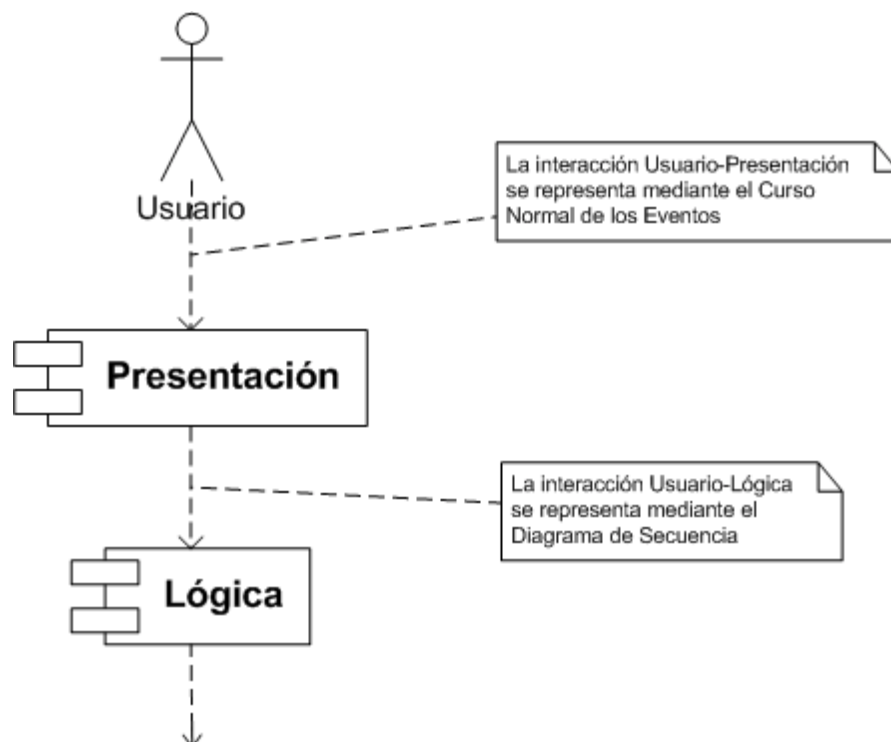 Usuario
La interacción Usuario-Presentación
se representa mediante el Curso
Normal de los Eventos
Presentación
La interacción Usuario-Lógica
se representa mediante el
Diagrama de Secuencia
Lógica